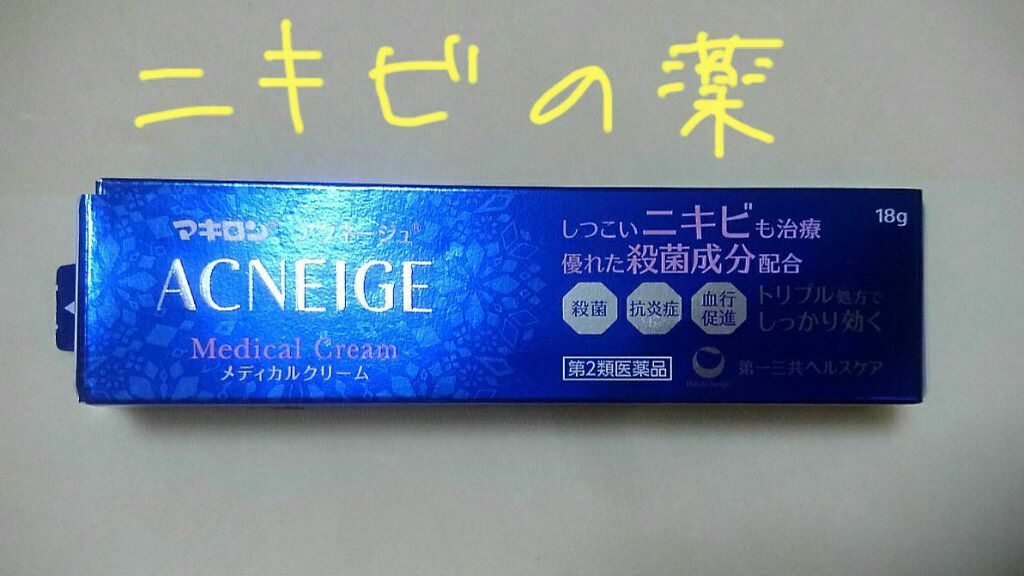 ニキビの薬
マキロン® アクネージュ®
ACNEIGE
Medical Cream
メディカルクリーム
しつこいニキビも治療
優れた殺菌成分配合
18g
殺菌
抗炎症
血行
促進
トリプル処方で
しっかり効く
第2類医薬品
Daiichi-Sankyo
第一三共ヘルスケア